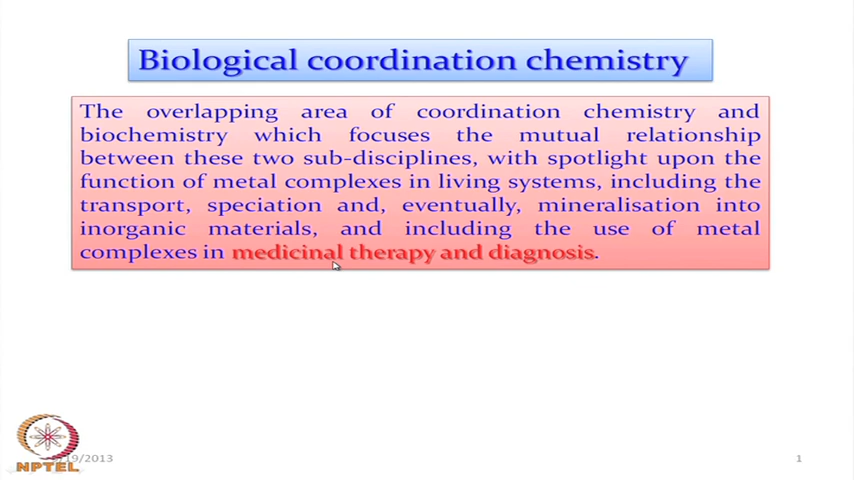 Biological coordination chemistry
The overlapping area of coordination chemistry and
biochemistry which focuses the mutual relationship
between these two sub-disciplines, with spotlight upon the
function of metal complexes in living systems, including the
transport, speciation and, eventually, mineralisation into
inorganic materials, and including the use of metal
complexes in medicinal therapy and diagnosis.
/19/2013
1
NPTEL